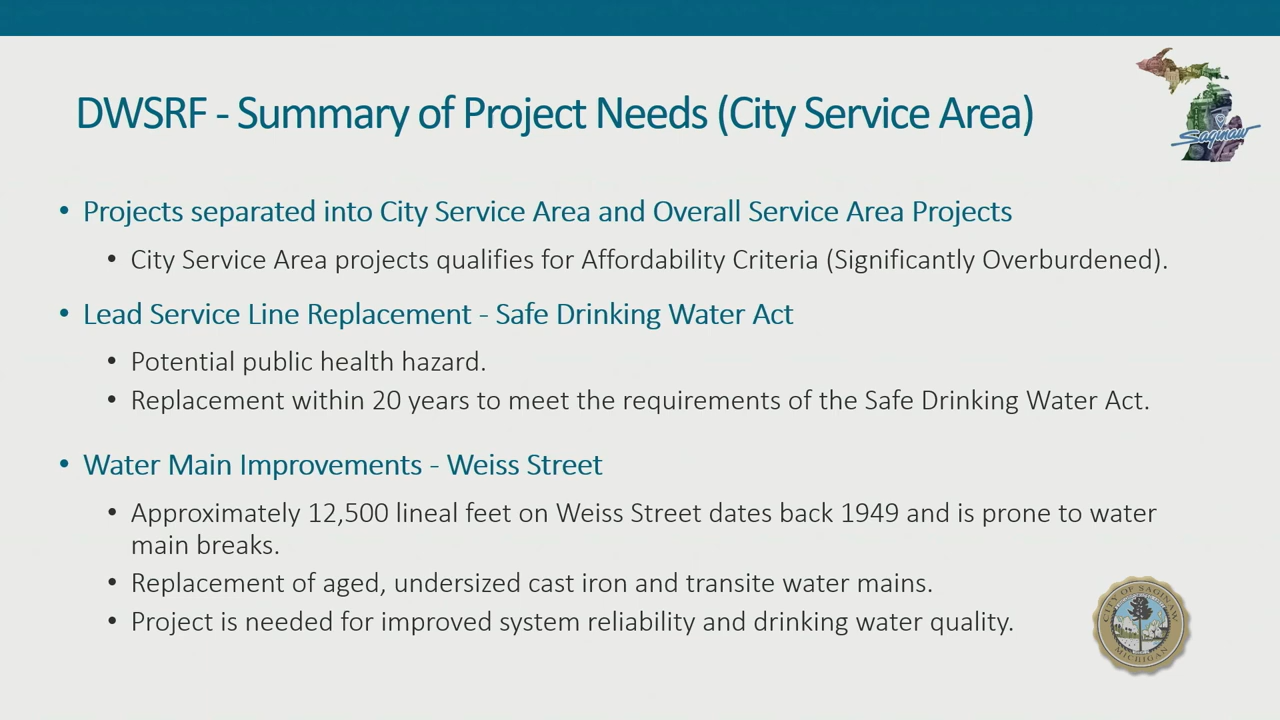 DWSRF - Summary of Project Needs (City Service Area)
Saginaw
• Projects separated into City Service Area and Overall Service Area Projects
• City Service Area projects qualifies for Affordability Criteria (Significantly Overburdened).
• Lead Service Line Replacement - Safe Drinking Water Act
• Potential public health hazard.
• Replacement within 20 years to meet the requirements of the Safe Drinking Water Act.
• Water Main Improvements - Weiss Street
• Approximately 12,500 lineal feet on Weiss Street dates back 1949 and is prone to water
main breaks.
• Replacement of aged, undersized cast iron and transite water mains.
• Project is needed for improved system reliability and drinking water quality.
CITY OF SAGINAW
MICHIGAN